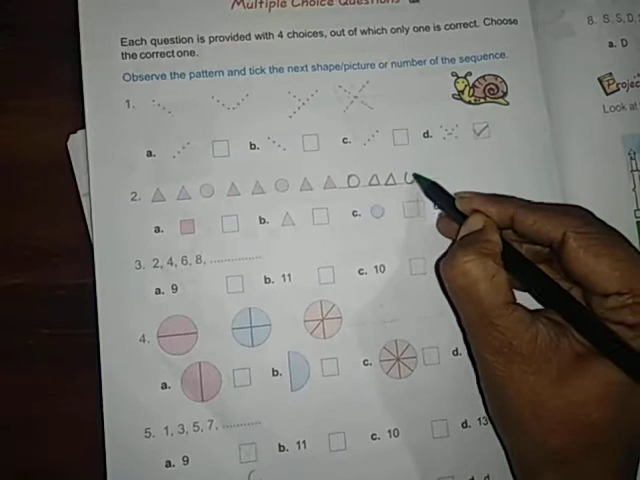 Multiple Choice Questions
Each question is provided with 4 choices, out of which only one is correct. Choose
the correct one.
Observe the pattern and tick the next shape/picture or number of the sequence.
1.
a. b. c. d.
2.
a. b. c.
3. 2, 4, 6, 8, ..............
a. 9 b. 11 c. 10
4.
a. b. c. d.
5. 1, 3, 5, 7, ..........
a. 9 b. 11 c. 10 d. 13
8. S, S, D,
a. D
Projec
Look at